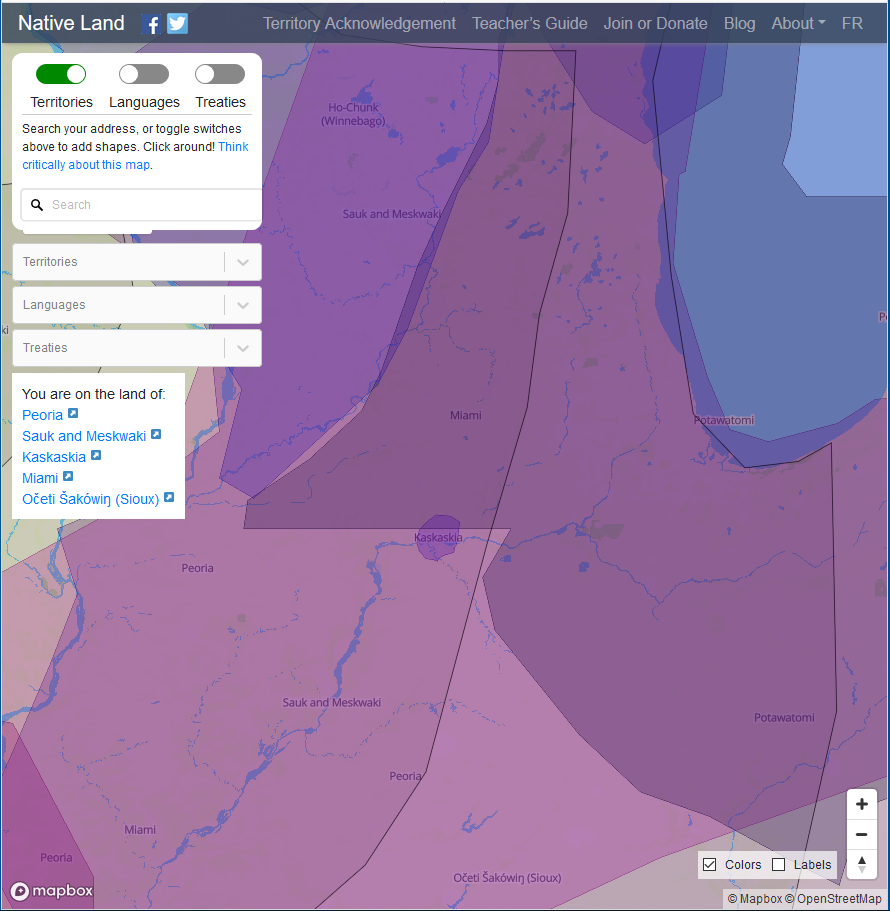 Native Land
Territory Acknowledgement Teacher's Guide Join or Donate Blog About FR
Territories Languages Treaties
Search your address, or toggle switches
above to add shapes. Click around! Think
critically about this map.
Search
Territories
Languages
Treaties
You are on the land of:
Peoria
Sauk and Meskwaki
Kaskaskia
Miami
Očeti Šakówiŋ (Sioux)
Ho-Chunk
(Winnebago)
Sauk and Meskwaki
ki
Po
Miami
Potawatomi
Kaskaskia
Peoria
Sauk and Meskwaki
Potawatomi
Peoria
Miami
Peoria
Očeti Šakówiŋ (Sioux)
Colors Labels
mapbox
© Mapbox © OpenStreetMap